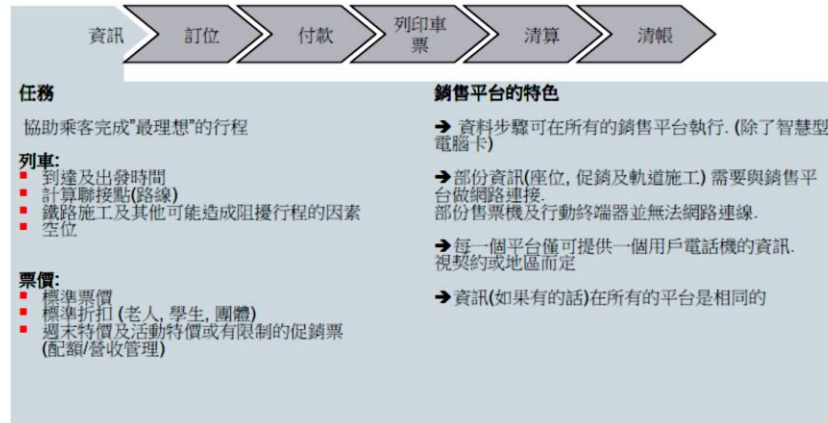 資訊
訂位
付款
列印車
票
清算
清帳
任務
協助乘客完成"最理想"的行程
列車:
到達及出發時間
計算聯接點(路線)
鐵路施工及其他可能造成阻擾行程的因素
空位
票價:
標準票價
標準折扣 (老人, 學生, 團體)
週末特價及活動特價或有限制的促銷票
(配額/營收管理)
銷售平台的特色
➔ 資料步驟可在所有的銷售平台執行. (除了智慧型
電腦卡)
➔部份資訊(座位, 促銷及軌道施工) 需要與銷售平
台做網路連接.
部份售票機及行動終端器並無法網路連線.
➔每一個平台僅可提供一個用戶電話機的資訊.
視契約或地區而定
➔資訊(如果有的話)在所有的平台是相同的